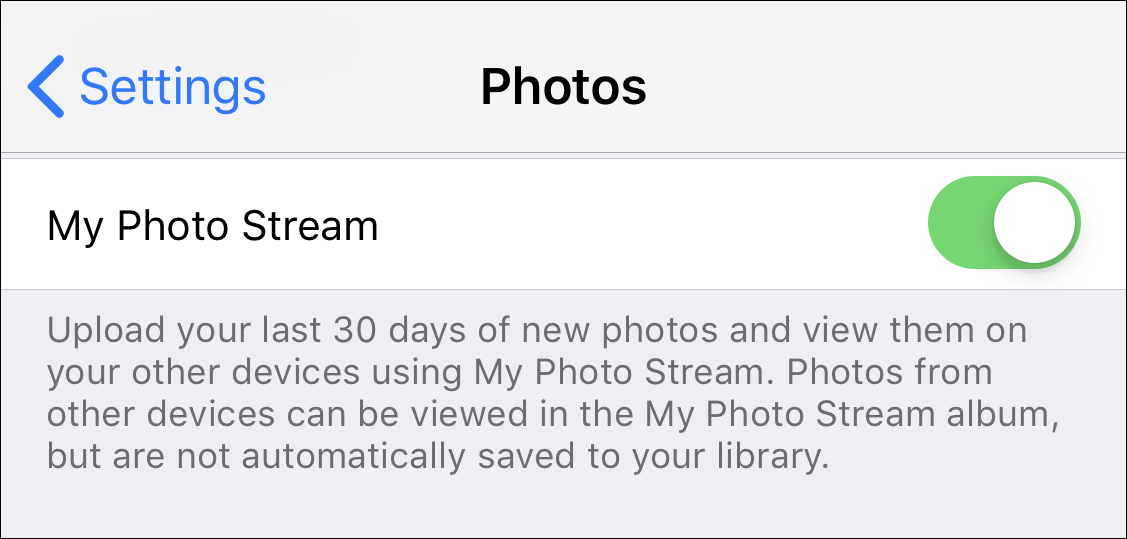 Settings
Photos
My Photo Stream
Upload your last 30 days of new photos and view them on
your other devices using My Photo Stream. Photos from
other devices can be viewed in the My Photo Stream album,
but are not automatically saved to your library.